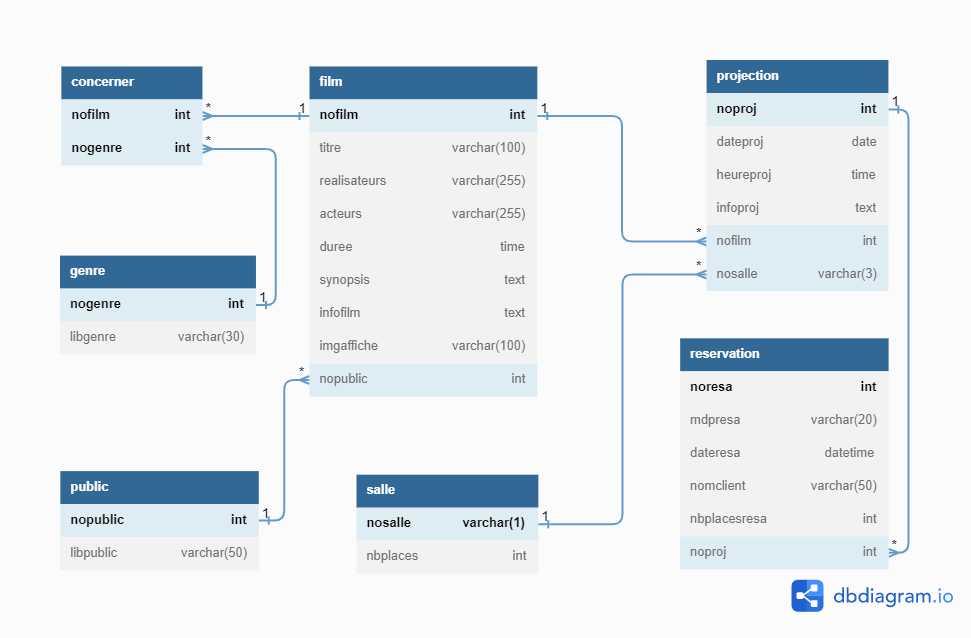 concerner
nofilm int *
nogenre int *
film
1 nofilm int 1
titre varchar(100)
realisateurs varchar(255)
acteurs varchar(255)
duree time
synopsis text
infofilm text
imgaffiche varchar(100)
* nopublic int
projection
noproj int 1
dateproj date
heureproj time
infoproj text
* nofilm int
* nosalle varchar(3)
genre
nogenre int 1
libgenre varchar(30)
reservation
noresa int
mdpresa varchar(20)
dateresa datetime
nomclient varchar(50)
nbplacesresa int
noproj int *
public
nopublic int 1
libpublic varchar(50)
salle
nosalle varchar(1) 1
nbplaces int
dbdiagram.io